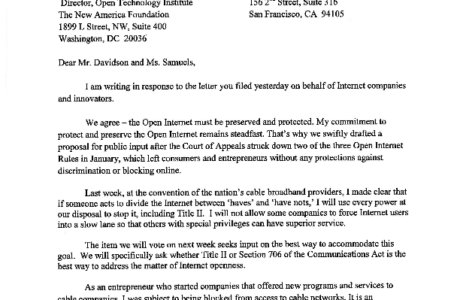 Director, Open Technology Institute
156 2nd Street, Suite 316
The New America Foundation
San Francisco, CA 94105
1899 L Street, NW, Suite 400
Washington, DC 20036
Dear Mr. Davidson and Ms. Samuels,
I am writing in response to the letter you filed yesterday on behalf of Internet companies
and innovators.
We agree – the Open Internet must be preserved and protected. My commitment to
protect and preserve the Open Internet remains steadfast. That's why we swiftly drafted a
proposal for public input after the Court of Appeals struck down two of the three Open Internet
Rules in January, which left consumers and entrepreneurs without any protections against
discrimination or blocking online.
Last week, at the convention of the nation's cable broadband providers, I made clear that
if someone acts to divide the Internet between 'haves' and 'have nots,' I will use every power at
our disposal to stop it, including Title II. I will not allow some companies to force Internet users
into a slow lane so that others with special privileges can have superior service.
The item we will vote on next week seeks input on the best way to accommodate this
goal. We will specifically ask whether Title II or Section 706 of the Communications Act is the
best way to address the matter of Internet openness.
As an entrepreneur who started companies that offered new programs and services to
cable companies, I was subject to being blocked from access to cable networks. It is an